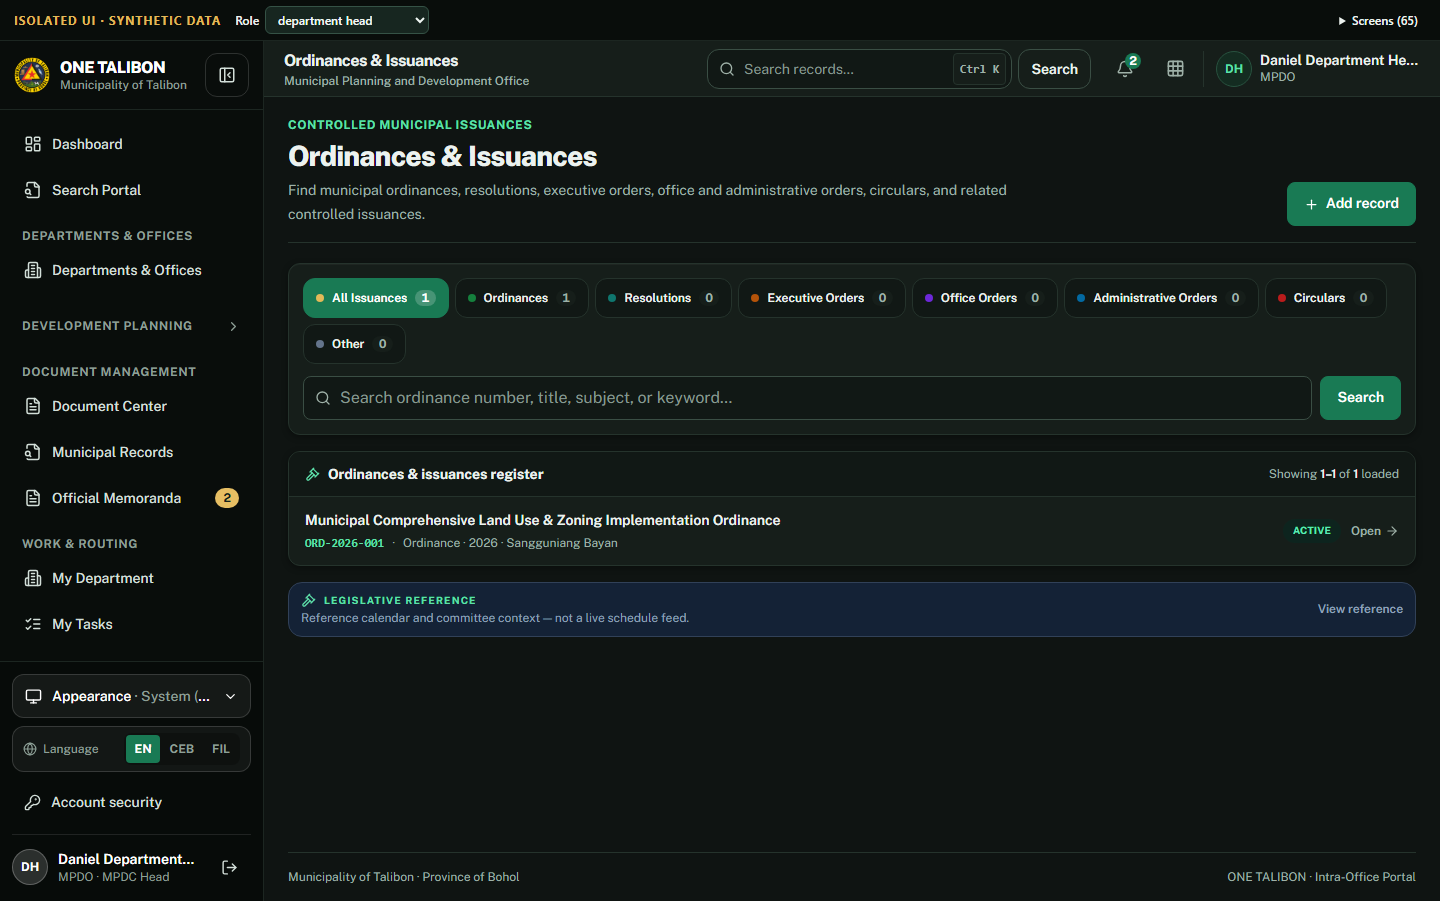 ISOLATED UI · SYNTHETIC DATA Role department head Screens (65)
ONE TALIBON
Municipality of Talibon
Ordinances & Issuances
Municipal Planning and Development Office
Search records... Ctrl K Search 2 DH Daniel Department He...
MPDO
Dashboard
Search Portal
DEPARTMENTS & OFFICES
Departments & Offices
DEVELOPMENT PLANNING
DOCUMENT MANAGEMENT
Document Center
Municipal Records
Official Memoranda 2
WORK & ROUTING
My Department
My Tasks
Appearance · System (...
Language EN CEB FIL
Account security
DH Daniel Department...
MPDO · MPDC Head
CONTROLLED MUNICIPAL ISSUANCES
Ordinances & Issuances
Find municipal ordinances, resolutions, executive orders, office and administrative orders, circulars, and related
controlled issuances.
+ Add record
All Issuances 1 Ordinances 1 Resolutions 0 Executive Orders 0 Office Orders 0 Administrative Orders 0 Circulars 0
Other 0
Search ordinance number, title, subject, or keyword... Search
Ordinances & issuances register Showing 1–1 of 1 loaded
Municipal Comprehensive Land Use & Zoning Implementation Ordinance
ORD-2026-001 · Ordinance · 2026 · Sangguniang Bayan ACTIVE Open →
LEGISLATIVE REFERENCE
Reference calendar and committee context — not a live schedule feed. View reference
Municipality of Talibon · Province of Bohol ONE TALIBON · Intra-Office Portal